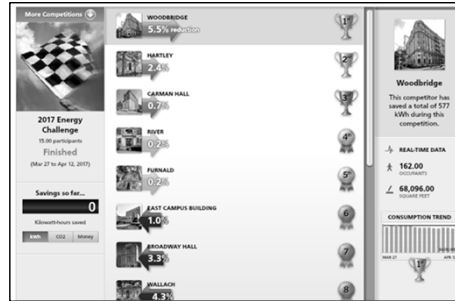 More Competitions
2017 Energy
Challenge
15.00 participants
Finished
(Mar 27 to Apr 12, 2017)
Savings so far...
0
Kilowatt-hours saved
kWh CO2 Money
WOODBRIDGE
5.5% reduction
1st
HARTLEY
2.4%
2nd
CARMAN HALL
0.7%
3rd
RIVER
0.2%
4th
FURNALD
0.2%
5th
EAST CAMPUS BUILDING
1.0%
6
BROADWAY HALL
3.3%
7
WALLACH
4.3%
8
Woodbridge
This competitor has
saved a total of 577
kWh during this
competition.
REAL-TIME DATA
162.00
OCCUPANTS
68,096.00
SQUARE FEET
CONSUMPTION TREND
MAR 27
1st